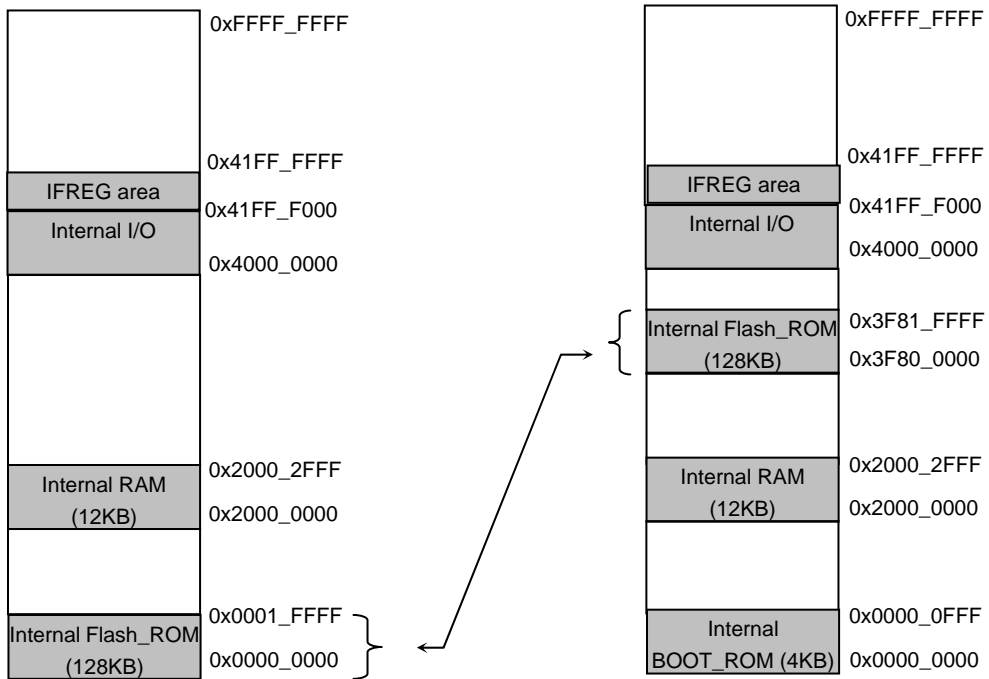 0xFFFF_FFFF
0x41FF_FFFF
IFREG area
0x41FF_F000
Internal I/O
0x4000_0000
0x2000_2FFF
Internal RAM
(12KB)
0x2000_0000
0x0001_FFFF
Internal Flash_ROM
(128KB)
0x0000_0000
0xFFFF_FFFF
0x41FF_FFFF
IFREG area
0x41FF_F000
Internal I/O
0x4000_0000
0x3F81_FFFF
Internal Flash_ROM
(128KB)
0x3F80_0000
0x2000_2FFF
Internal RAM
(12KB)
0x2000_0000
0x0000_0FFF
Internal
BOOT_ROM (4KB)
0x0000_0000